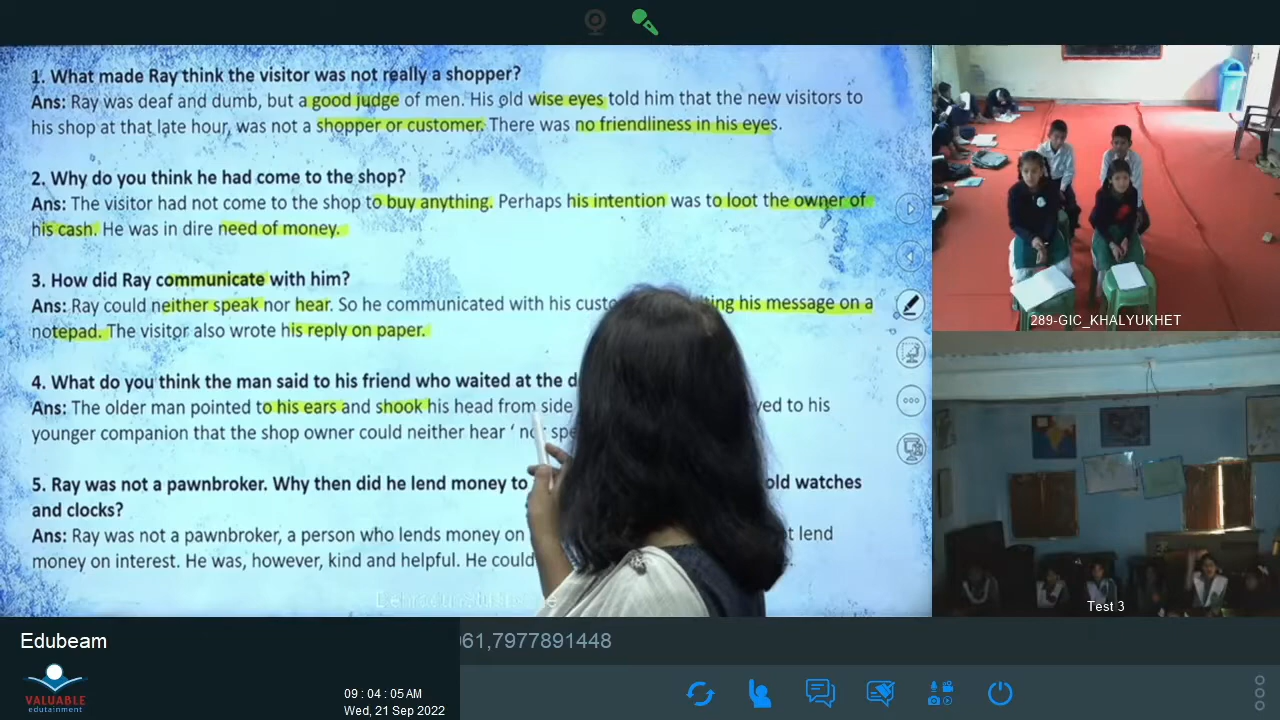 1. What made Ray think the visitor was not really a shopper?
Ans: Ray was deaf and dumb, but a good judge of men. His old wise eyes told him that the new visitors to
his shop at that late hour, was not a shopper or customer. There was no friendliness in his eyes.
2. Why do you think he had come to the shop?
Ans: The visitor had not come to the shop to buy anything. Perhaps his intention was to loot the owner of
his cash. He was in dire need of money.
3. How did Ray communicate with him?
Ans: Ray could neither speak nor hear. So he communicated with his his message on a
notepad. The visitor also wrote his reply on paper.
4. What do you think the man said to his friend who waited at the
Ans: The older man pointed to his ears and shook his head from side to his
younger companion that the shop owner could neither hear ‘ nor
5. Ray was not a pawnbroker. Why then did he lend money to old watches
and clocks?
Ans: Ray was not a pawnbroker, a person who lends money on lend
money on interest. He was, however, kind and helpful. He could
289-GIC_KHALYUKHET
Test 3
Edubeam
061,7977891448
VALUABLE
edutainment
09 : 04 : 05 AM
Wed, 21 Sep 2022